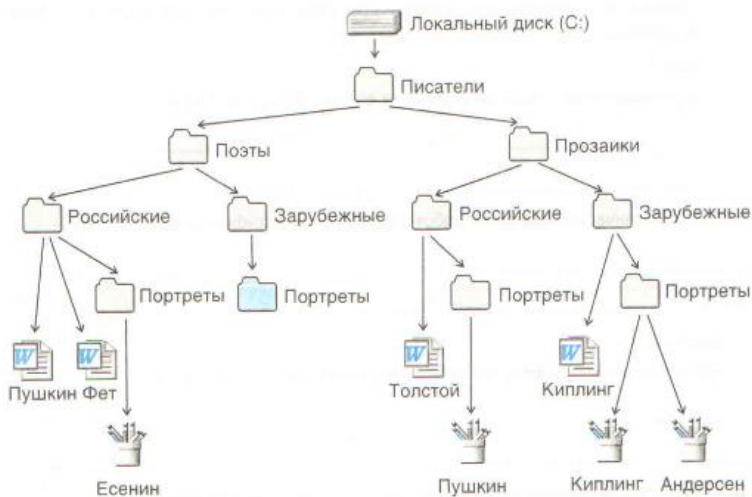 Локальный диск (C:)
Писатели
Поэты
Прозаики
Российские
Зарубежные
Российские
Зарубежные
Портреты
Портреты
Портреты
Портреты
W
W
W
W
Пушкин Фет
Толстой
Киплинг
Есенин
Пушкин
Киплинг
Андерсен